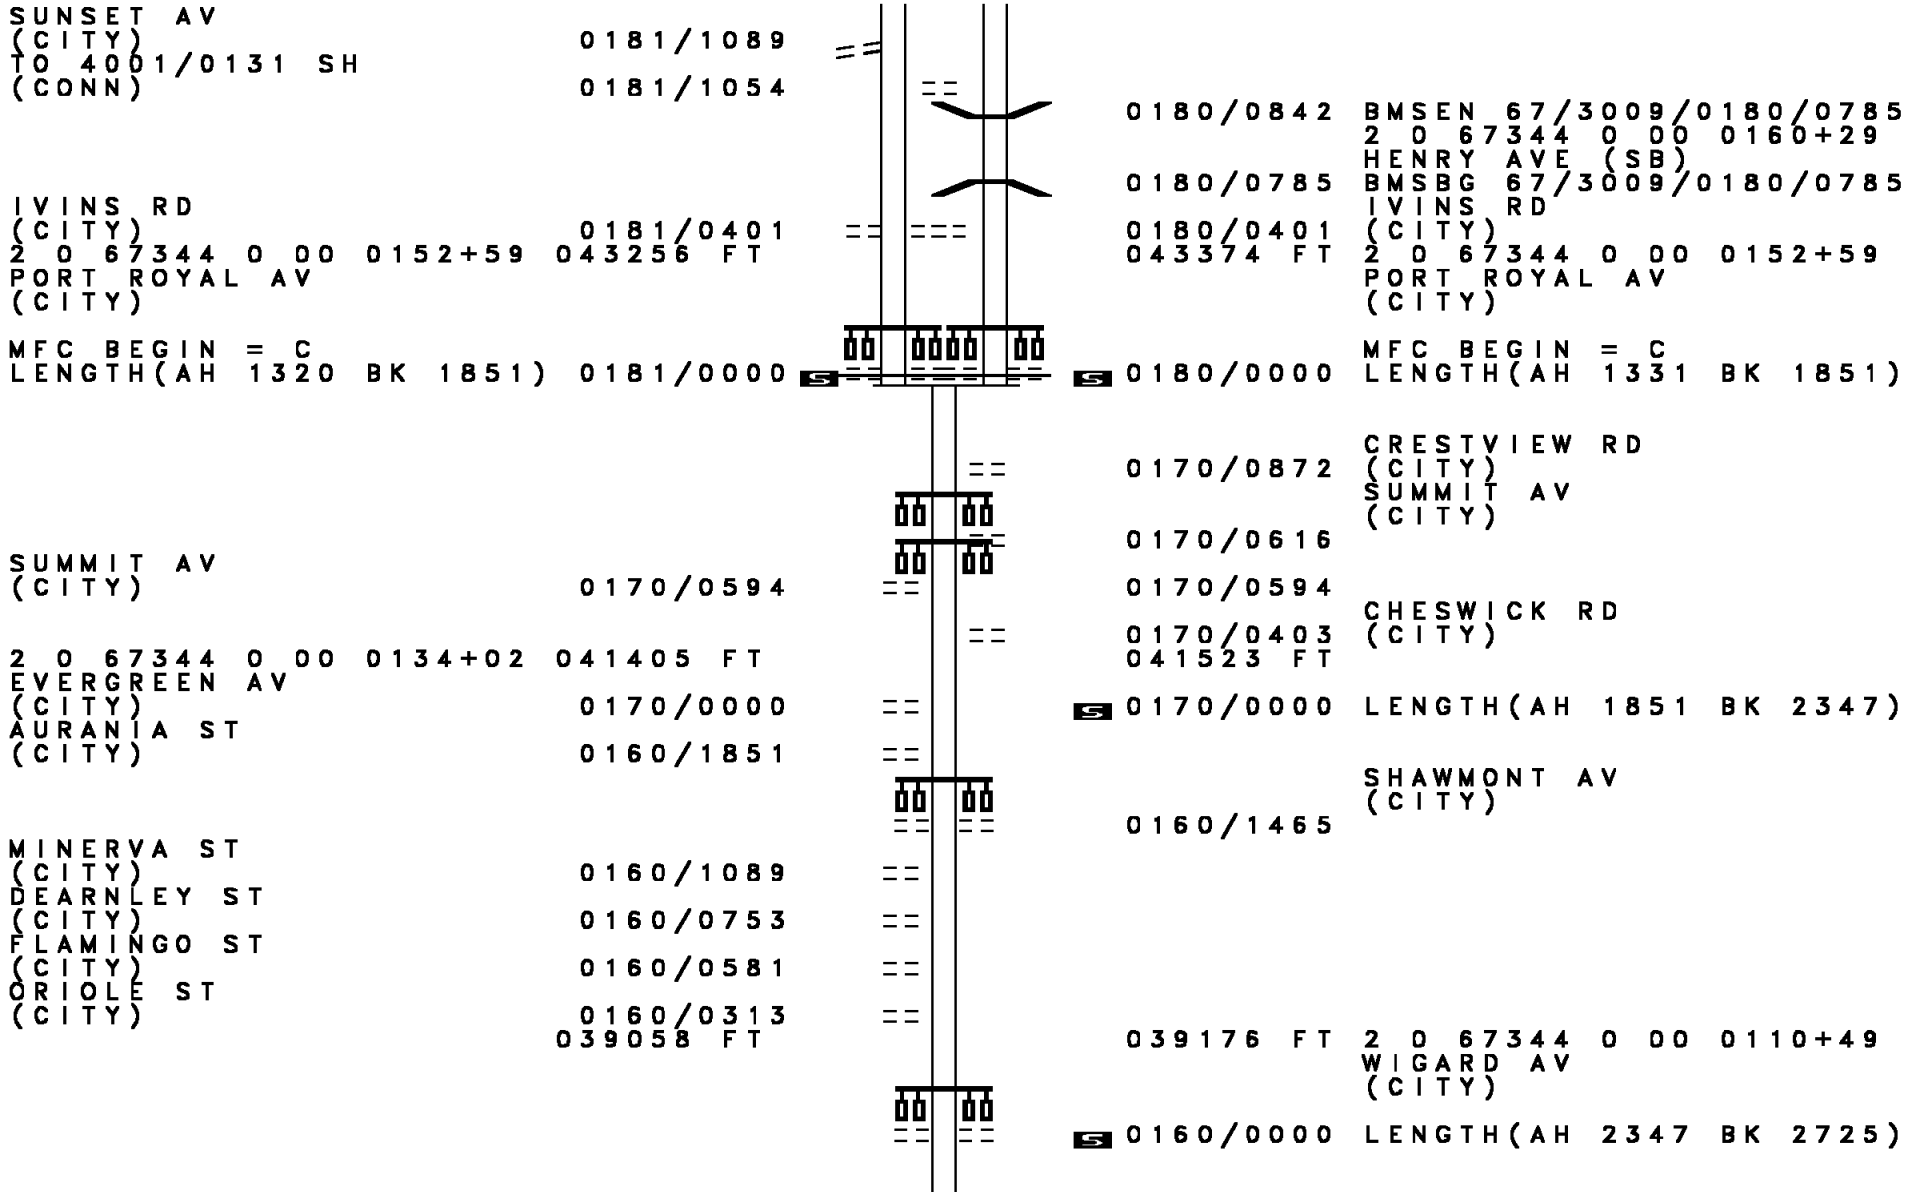 SUNSET AV
(CITY) 0181/1089
TO 4001/0131 SH
(CONN) 0181/1054
0180/0842 BMSEN 67/3009/0180/0785
2 0 67344 0 00 0160+29
HENRY AVE (SB)
0180/0785 BMSBG 67/3009/0180/0785
IVINS RD IVINS RD
(CITY) 0181/0401 0180/0401 (CITY)
2 0 67344 0 00 0152+59 043256 FT 043374 FT 2 0 67344 0 00 0152+59
PORT ROYAL AV PORT ROYAL AV
(CITY) (CITY)
MFC BEGIN = C MFC BEGIN = C
LENGTH(AH 1320 BK 1851) 0181/0000 S S 0180/0000 LENGTH(AH 1331 BK 1851)
CRESTVIEW RD
0170/0872 (CITY)
SUMMIT AV
(CITY)
0170/0616
SUMMIT AV
(CITY) 0170/0594 0170/0594
CHESWICK RD
0170/0403 (CITY)
2 0 67344 0 00 0134+02 041405 FT 041523 FT
EVERGREEN AV
(CITY) 0170/0000 S 0170/0000 LENGTH(AH 1851 BK 2347)
AURANIA ST
(CITY) 0160/1851
SHAWMONT AV
(CITY)
0160/1465
MINERVA ST
(CITY) 0160/1089
DEARNLEY ST
(CITY) 0160/0753
FLAMINGO ST
(CITY) 0160/0581
ORIOLE ST
(CITY) 0160/0313
039058 FT 039176 FT 2 0 67344 0 00 0110+49
WIGARD AV
(CITY)
S 0160/0000 LENGTH(AH 2347 BK 2725)